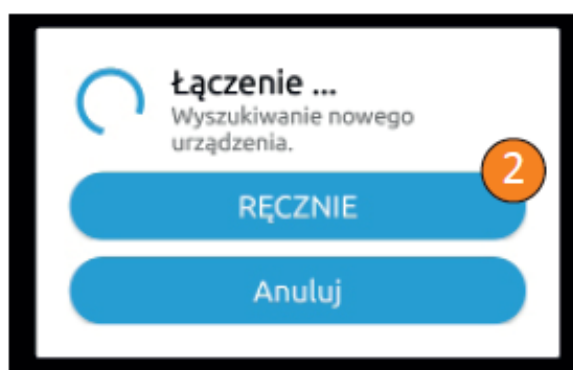 Łączenie ...
Wyszukiwanie nowego
urządzenia.
2
RĘCZNIE
Anuluj